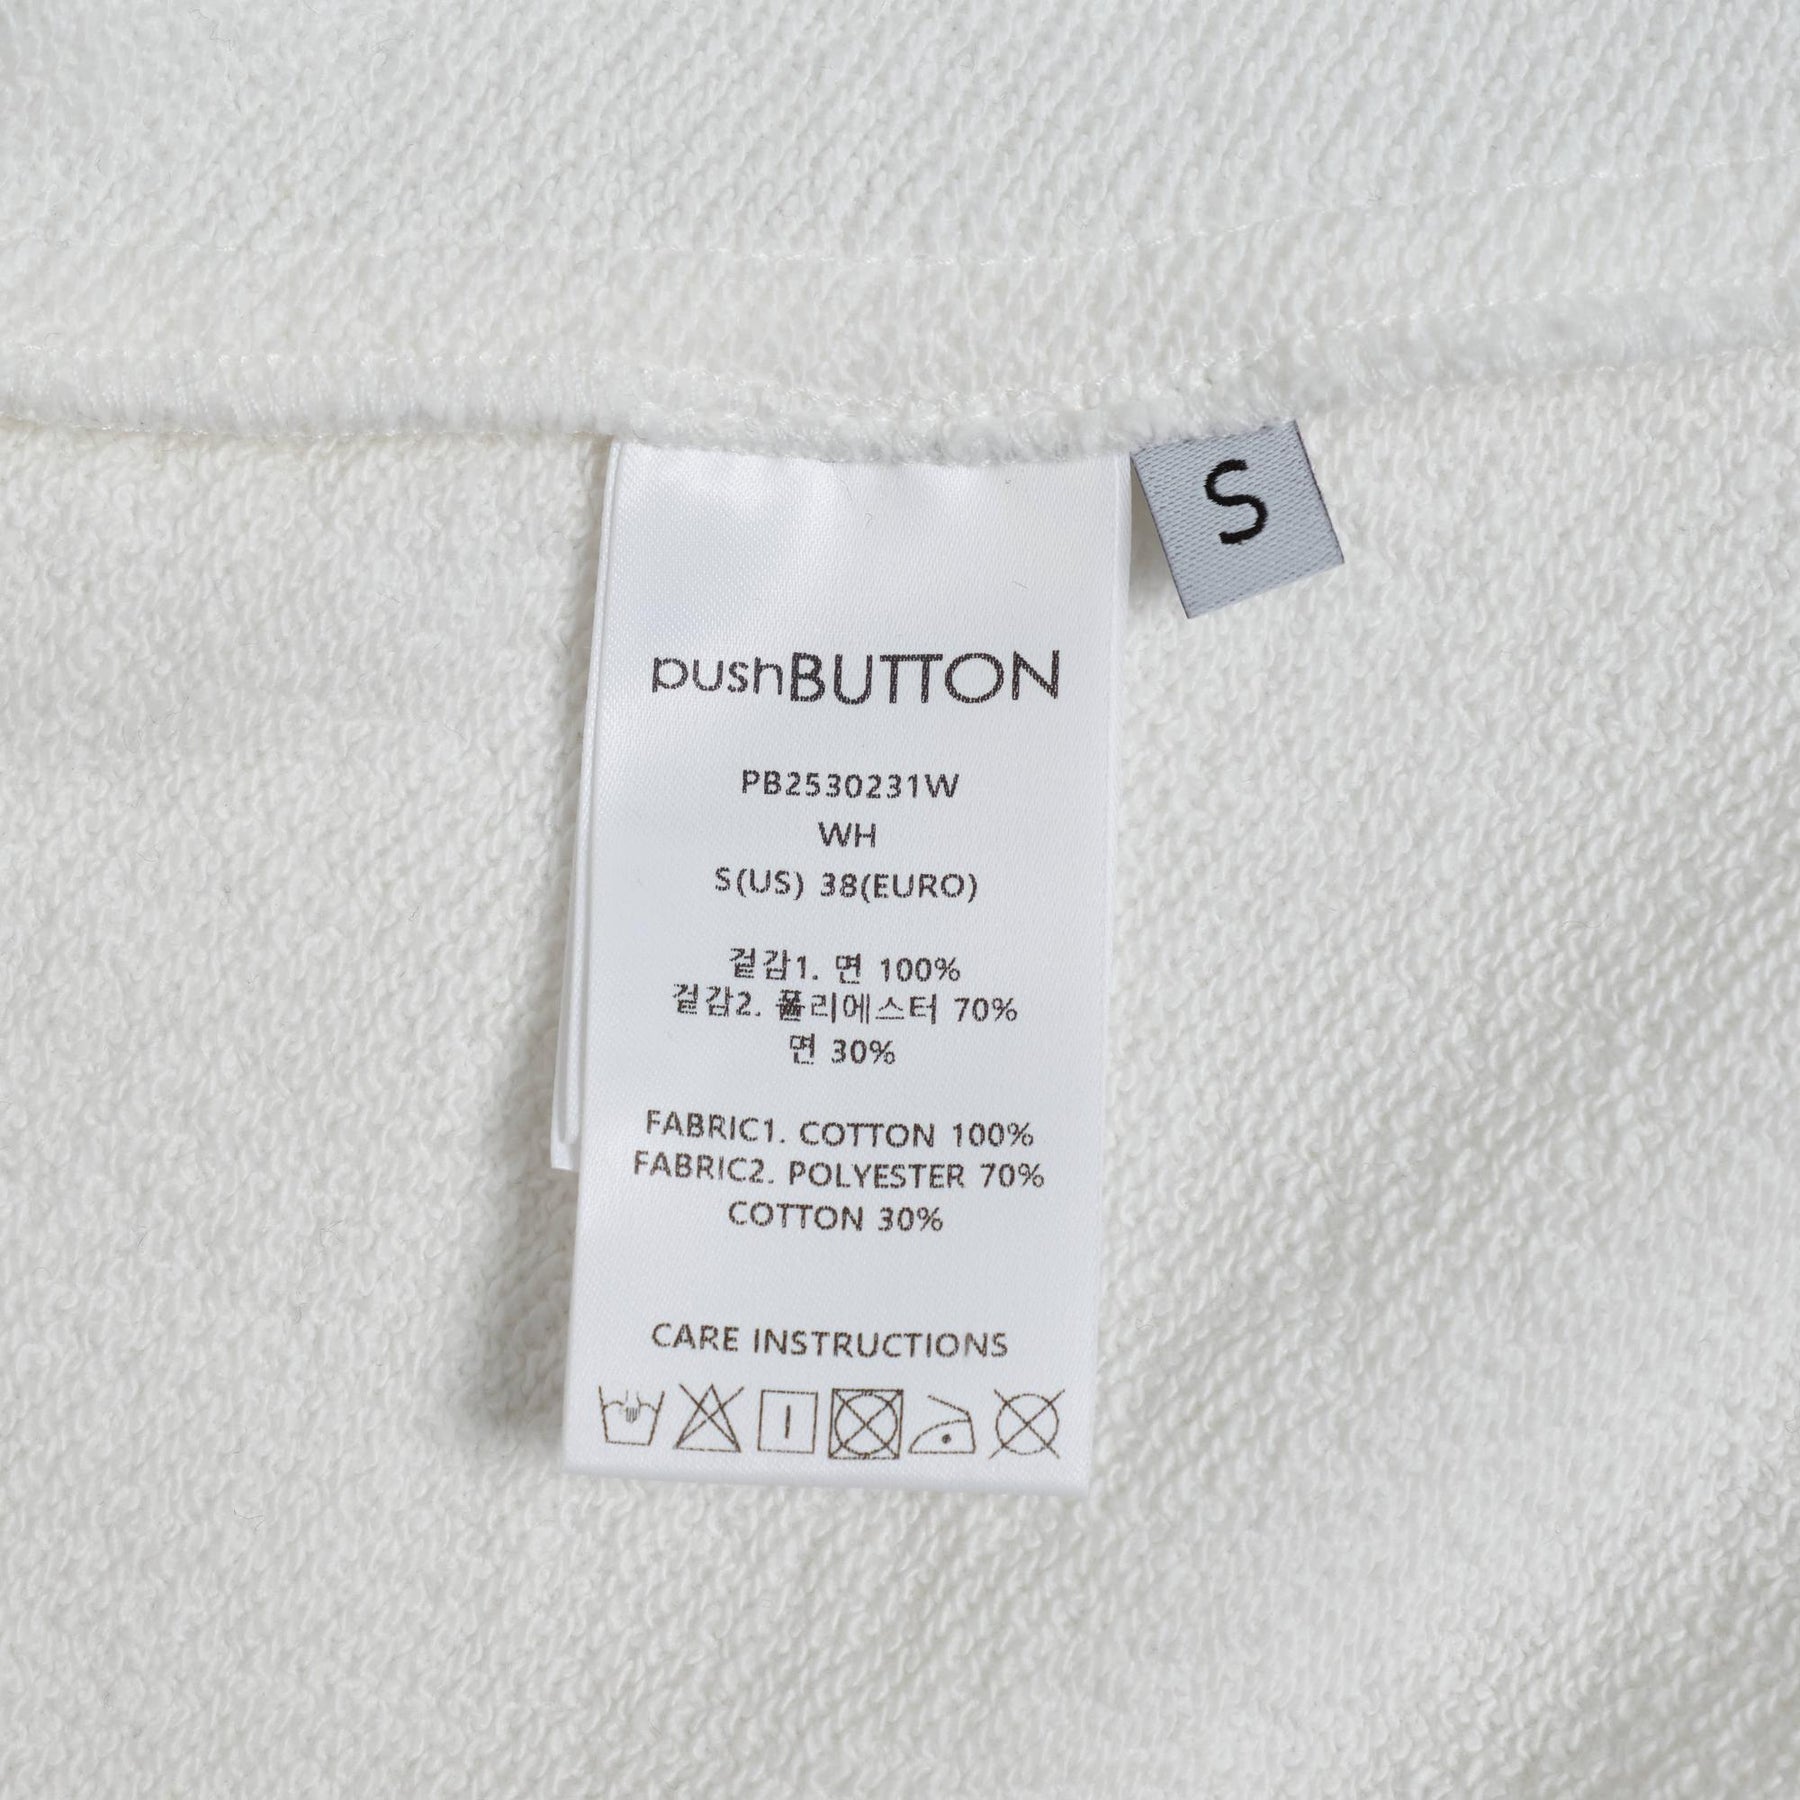 S
pushBUTTON
PB2530231W
WH
S(US) 38(EURO)
겉감1. 면 100%
겉감2. 폴리에스터 70%
면 30%
FABRIC1. COTTON 100%
FABRIC2. POLYESTER 70%
COTTON 30%
CARE INSTRUCTIONS